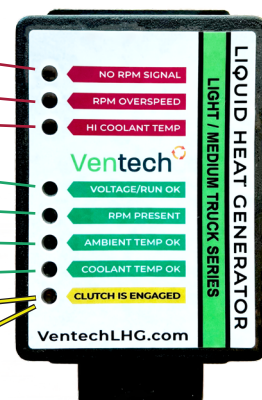 NO RPM SIGNAL
RPM OVERSPEED
HI COOLANT TEMP
Ventech
VOLTAGE/RUN OK
RPM PRESENT
AMBIENT TEMP OK
COOLANT TEMP OK
CLUTCH IS ENGAGED
VentechLHG.com
LIGHT / MEDIUM TRUCK SERIES
LIQUID HEAT GENERATOR